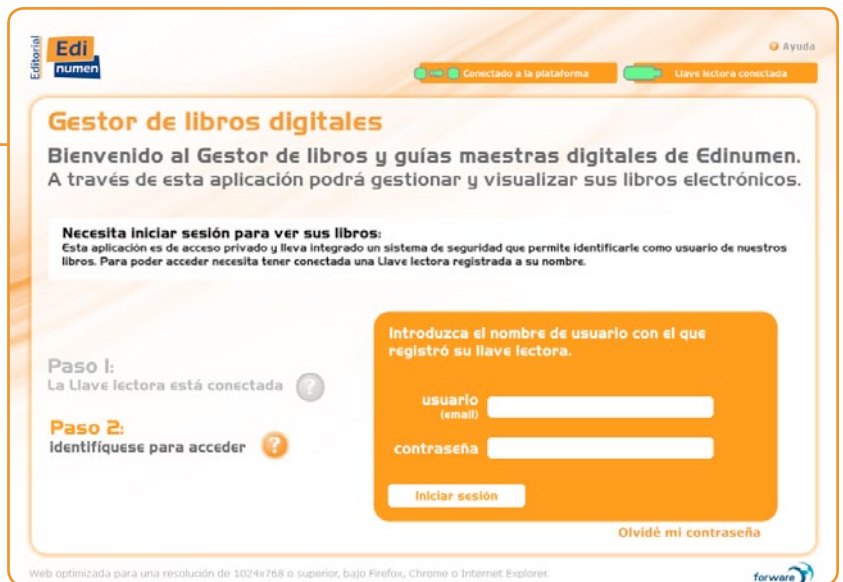 Editorial
Edi
numen
Ayuda
Conectado a la plataforma
Llave lectora conectada
Gestor de libros digitales
Bienvenido al Gestor de libros y guías maestras digitales de Edinumen.
A través de esta aplicación podrá gestionar y visualizar sus libros electrónicos.
Necesita iniciar sesión para ver sus libros:
Esta aplicación es de acceso privado y lleva integrado un sistema de seguridad que permite identificarle como usuario de nuestros
libros. Para poder acceder necesita tener conectada una Llave lectora registrada a su nombre.
Introduzca el nombre de usuario con el que
registró su llave lectora.
Paso 1:
La Llave lectora está conectada ?
Paso 2:
Identifíquese para acceder ?
usuario
(email)
contraseña
Iniciar sesión
Olvidé mi contraseña
Web optimizada para una resolución de 1024x768 o superior, bajo Firefox, Chrome o Internet Explorer.
forware